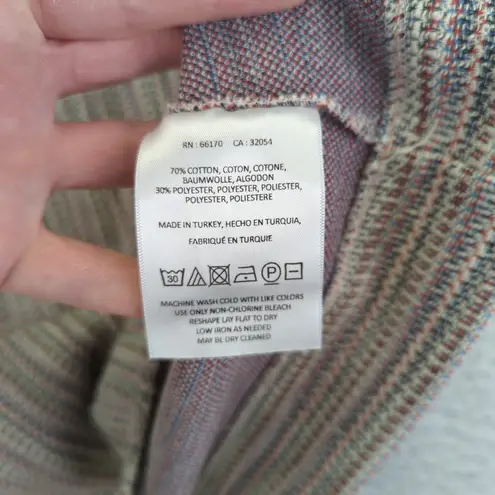 RN : 66170 CA : 32054
70% COTTON, COTON, COTONE,
BAUMWOLLE, ALGODON
30% POLYESTER, POLYESTER, POLIESTER,
POLYESTER, POLIESTERE
MADE IN TURKEY, HECHO EN TURQUIA,
FABRIQUÉ EN TURQUIE
30 P
MACHINE WASH COLD WITH LIKE COLORS
USE ONLY NON-CHLORINE BLEACH
RESHAPE LAY FLAT TO DRY
LOW IRON AS NEEDED
MAY BE DRY CLEANED